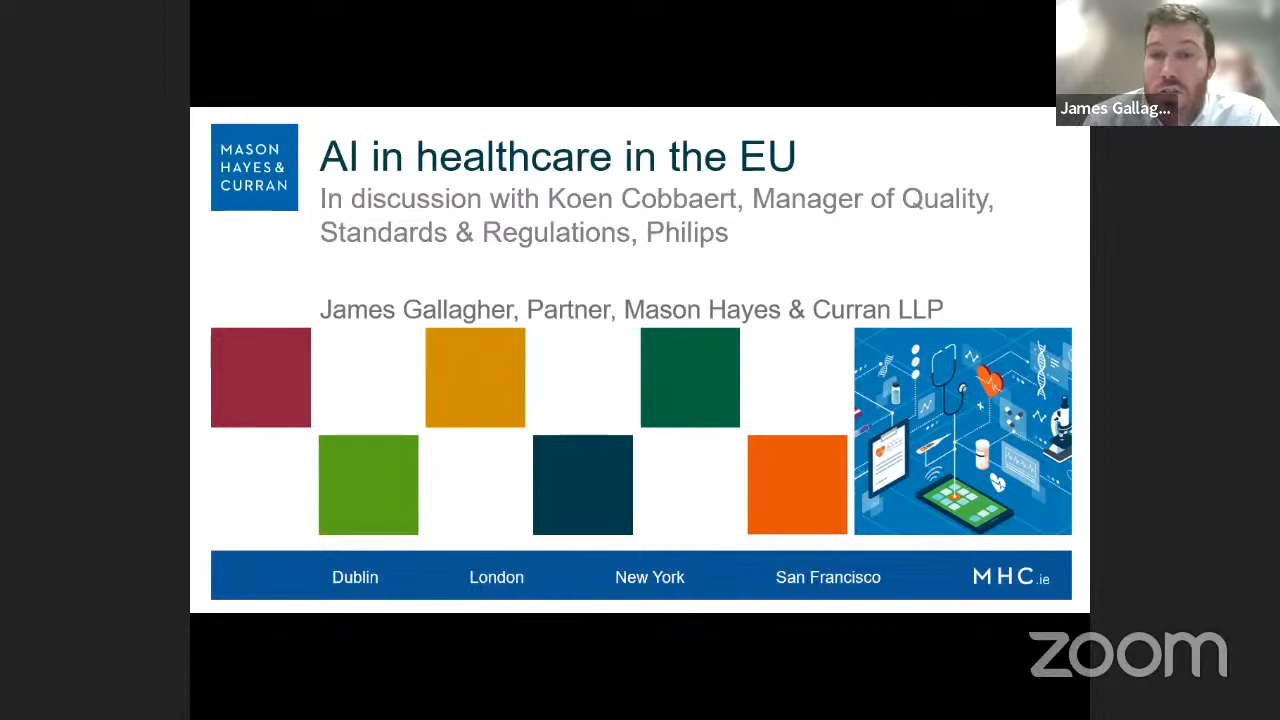 James Gallag...
MASON
HAYES &
CURRAN
AI in healthcare in the EU
In discussion with Koen Cobbaert, Manager of Quality,
Standards & Regulations, Philips
James Gallagher, Partner, Mason Hayes & Curran LLP
Dublin London New York San Francisco MHC.ie
zoom